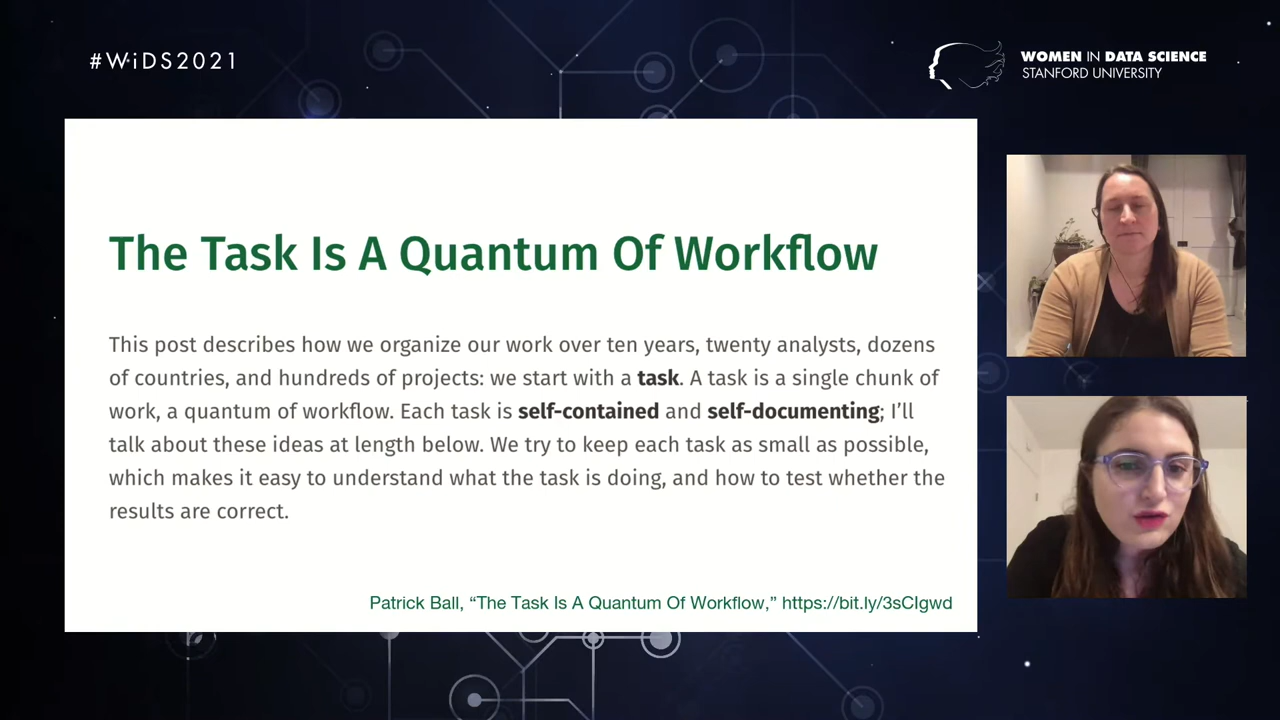 #WiDS2021
WOMEN IN DATA SCIENCE
STANFORD UNIVERSITY
The Task Is A Quantum Of Workflow
This post describes how we organize our work over ten years, twenty analysts, dozens
of countries, and hundreds of projects: we start with a task. A task is a single chunk of
work, a quantum of workflow. Each task is self-contained and self-documenting; I’ll
talk about these ideas at length below. We try to keep each task as small as possible,
which makes it easy to understand what the task is doing, and how to test whether the
results are correct.
Patrick Ball, “The Task Is A Quantum Of Workflow,” https://bit.ly/3sCIgwd